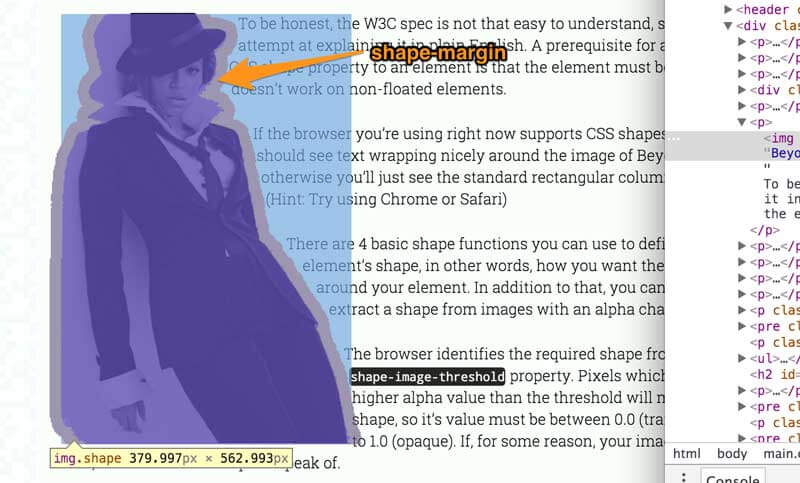 To be honest, the W3C spec is not that easy to understand, s
attempt at explaining it in plain English. A prerequisite for a
CSS shape property to an element is that the element must be
doesn't work on non-floated elements.
shape-margin
If the browser you're using right now supports CSS shapes
should see text wrapping nicely around the image of Bey
otherwise you'll just see the standard rectangular colum
(Hint: Try using Chrome or Safari)
There are 4 basic shape functions you can use to defi
element's shape, in other words, how you want the
around your element. In addition to that, you can
extract a shape from images with an alpha cha
The browser identifies the required shape fro
shape-image-threshold property. Pixels which
higher alpha value than the threshold will m
shape, so it's value must be between 0.0 (tra
to 1.0 (opaque). If, for some reason, your ima
peak of.
img.shape 379.997px × 562.993px
▶<header c
▼<div clas
▶<p>…</p
▶<p>…</p
▶<p>…</p
▶<div cl
▶<p>…</p
▼<p>
<img
"Beyo
"
To be
it in
the e
</p>
▶<p>…</p
▶<p>…</p
▶<p>…</p
▶<p clas
▶<pre cl
<p clas
▶<ul>…</
<h2 id=
▶<p>…</p
▶<pre cl
<p clas
▶<pre cl
html body main.c
Console